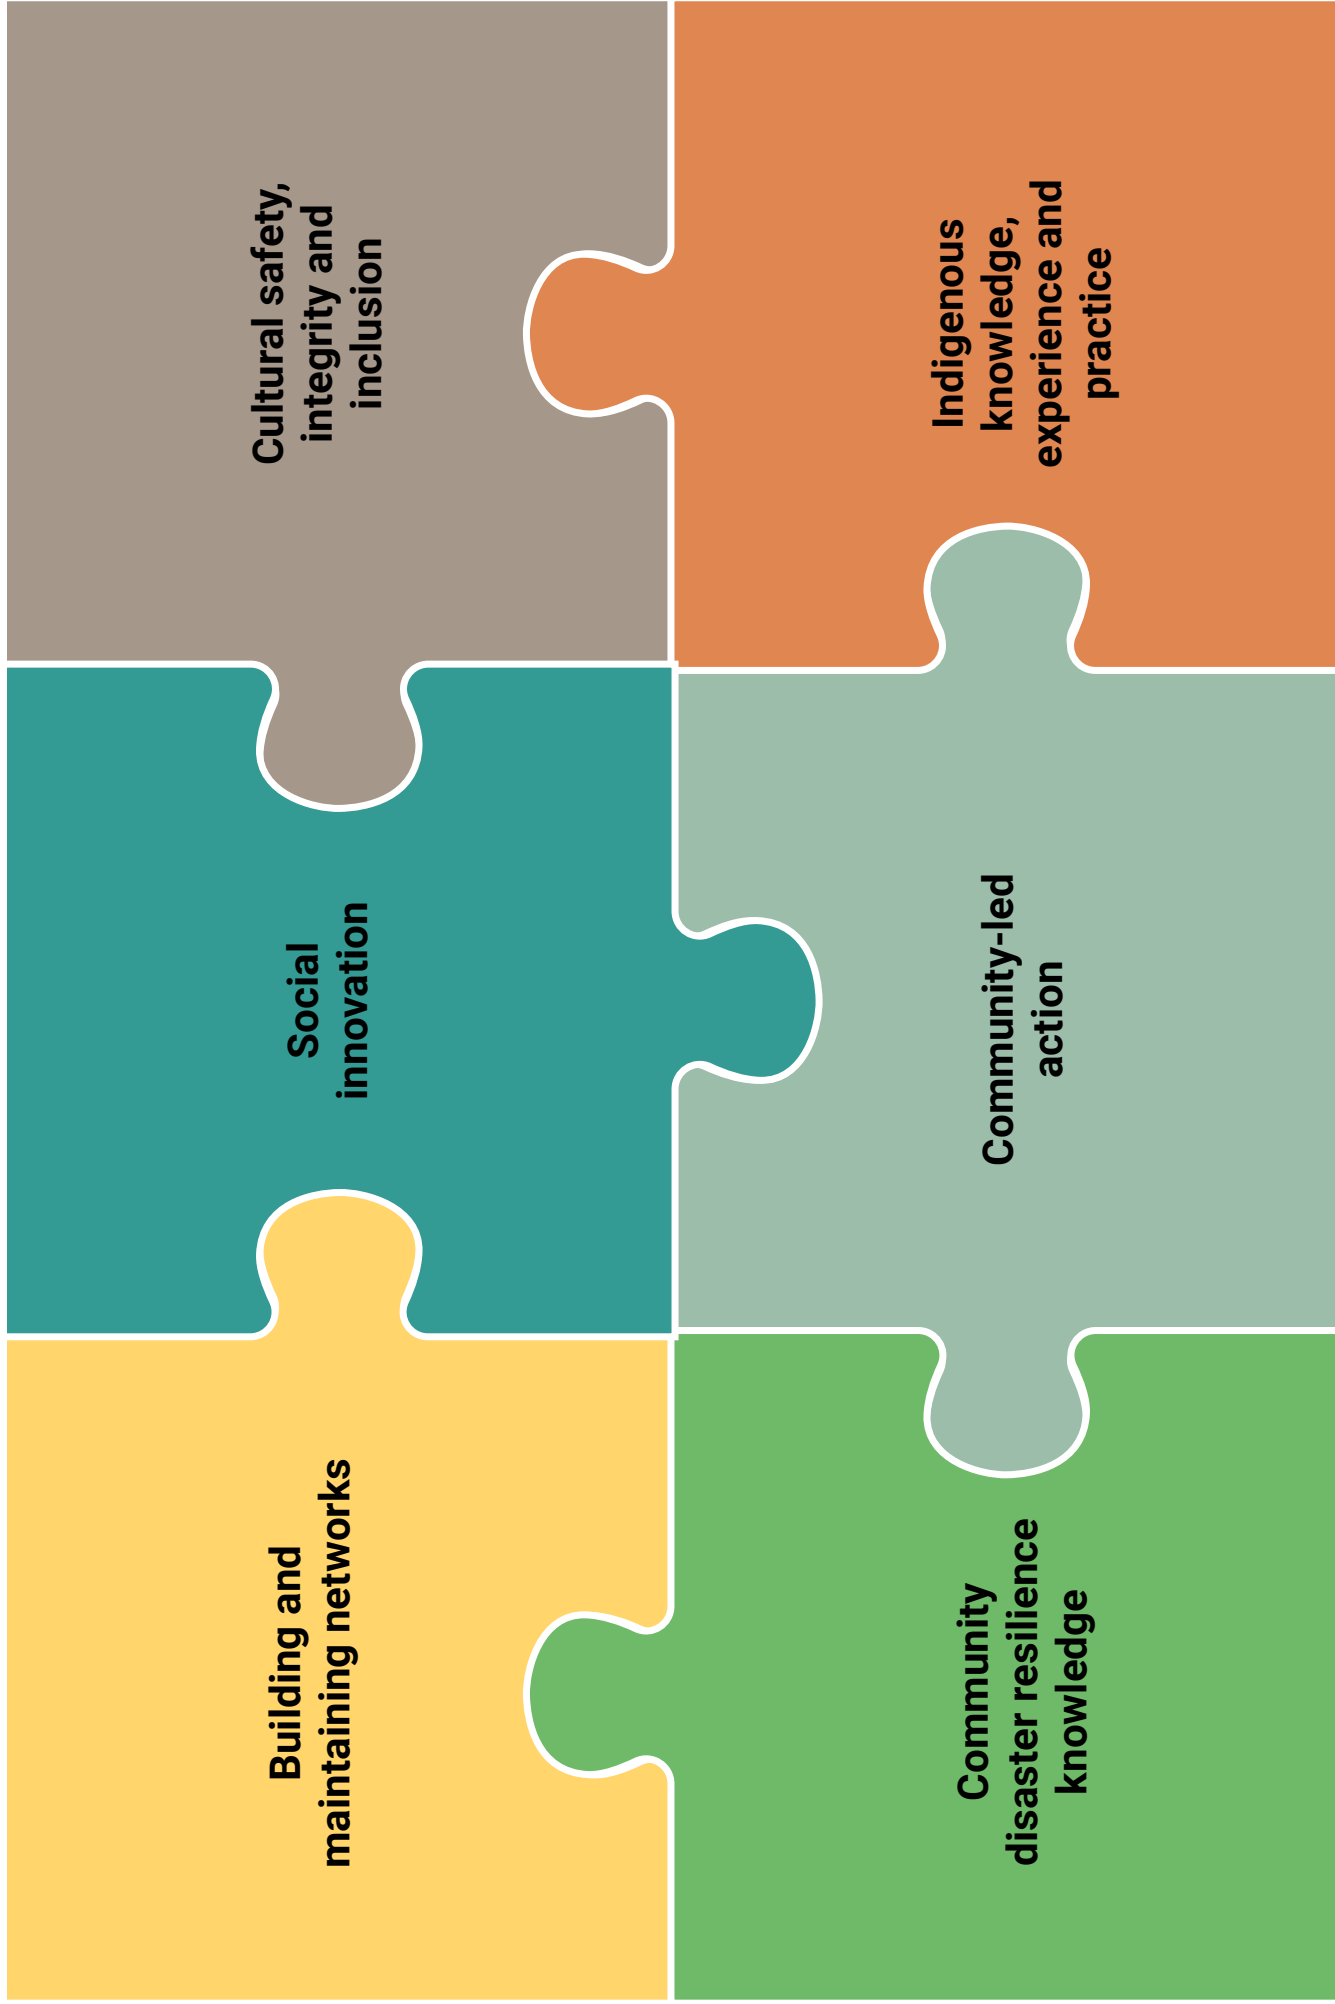 Building and
maintaining networks
Social
innovation
Cultural safety,
integrity and
inclusion
Community
disaster resilience
knowledge
Community-led
action
Indigenous
knowledge,
experience and
practice